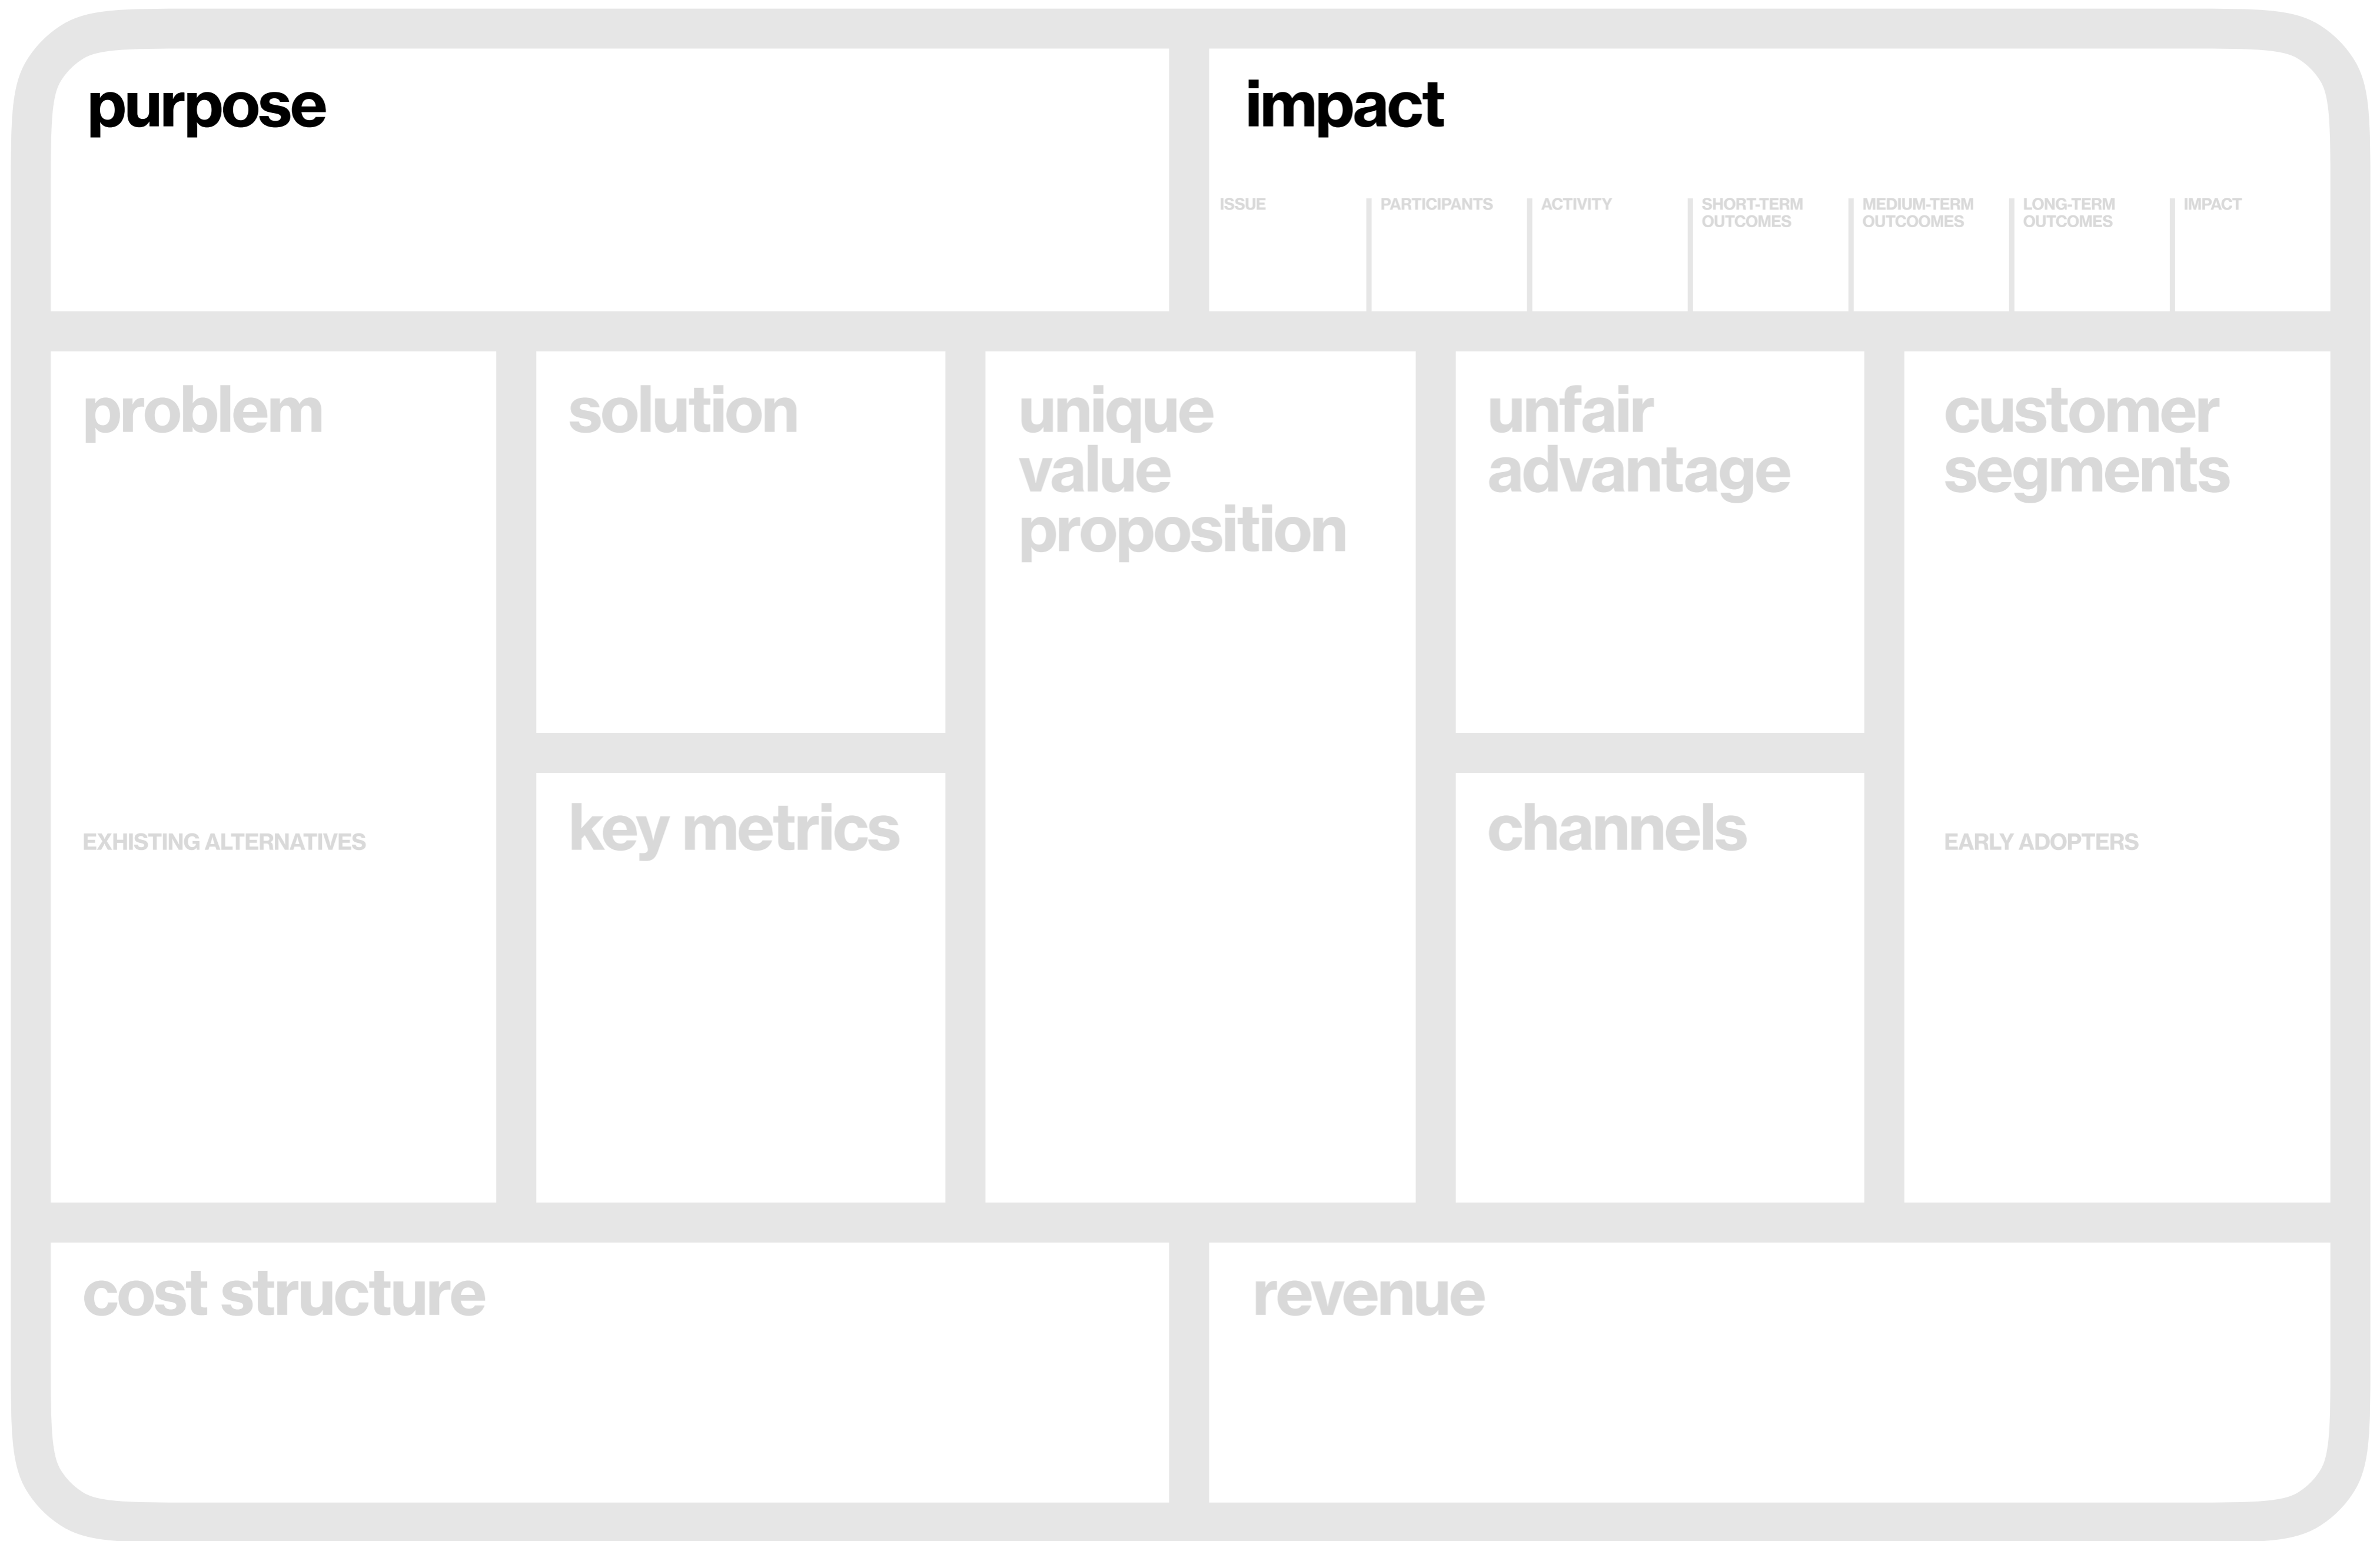 purpose
impact
ISSUE
PARTICIPANTS
ACTIVITY
SHORT-TERM
OUTCOMES
MEDIUM-TERM
OUTCOOMES
LONG-TERM
OUTCOMES
IMPACT
problem
EXISTING ALTERNATIVES
solution
key metrics
unique
value
proposition
unfair
advantage
channels
customer
segments
EARLY ADOPTERS
cost structure
revenue